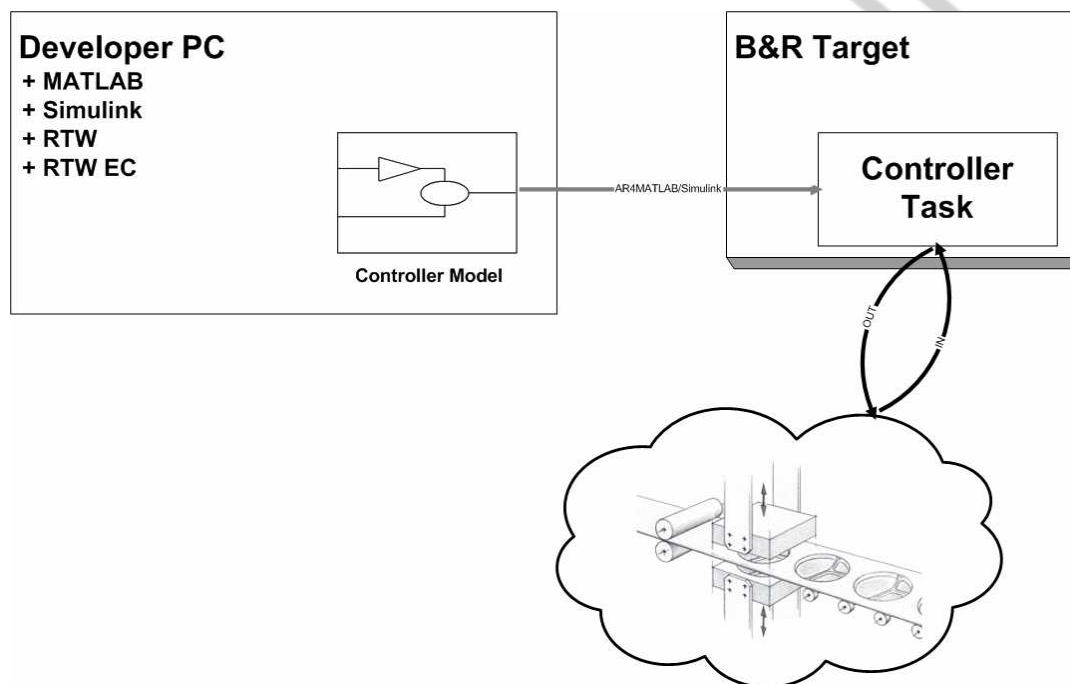 Developer PC
+ MATLAB
+ Simulink
+ RTW
+ RTW EC
Controller Model
AR4MATLAB/Simulink
B&R Target
Controller
Task
OUT
IN